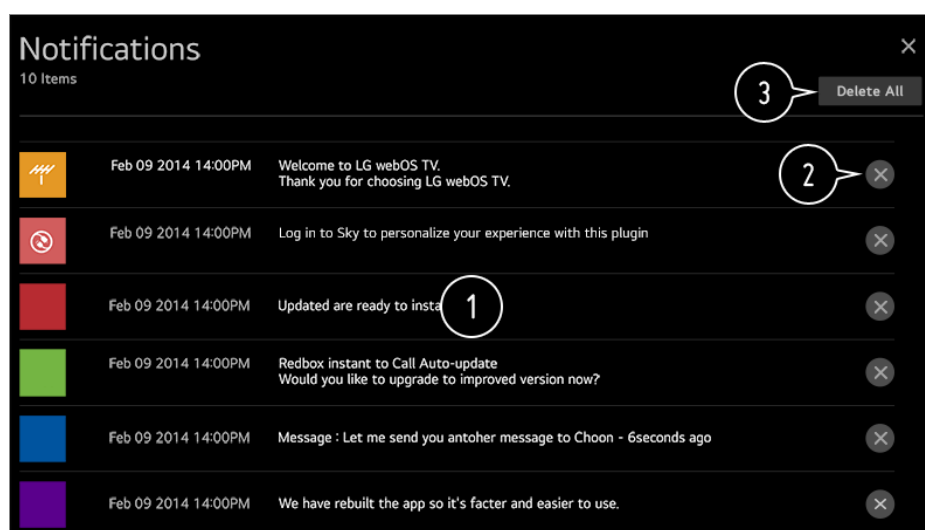 Notifications
10 Items
3
Delete All
Feb 09 2014 14:00PM
Welcome to LG webOS TV.
Thank you for choosing LG webOS TV.
2
Feb 09 2014 14:00PM
Log in to Sky to personalize your experience with this plugin
Feb 09 2014 14:00PM
Updated are ready to
1
Feb 09 2014 14:00PM
Redbox instant to Call Auto-update
Would you like to upgrade to improved version now?
Feb 09 2014 14:00PM
Message : Let me send you antoher message to Choon - 6seconds ago
Feb 09 2014 14:00PM
We have rebuilt the app so it's facter and easier to use.